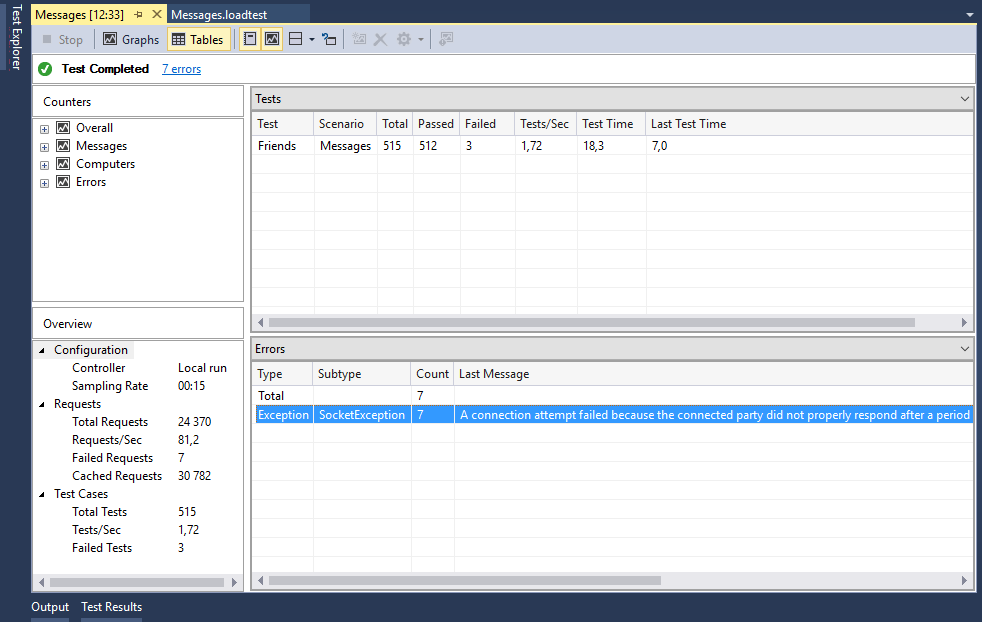 Test Explorer
Messages [12:33] Messages.loadtest
Stop Graphs Tables
Test Completed 7 errors
Counters
Overall
Messages
Computers
Errors
Tests
Test Scenario Total Passed Failed Tests/Sec Test Time Last Test Time
Friends Messages 515 512 3 1,72 18,3 7,0
Overview
Configuration
Controller Local run
Sampling Rate 00:15
Requests
Total Requests 24 370
Requests/Sec 81,2
Failed Requests 7
Cached Requests 30 782
Test Cases
Total Tests 515
Tests/Sec 1,72
Failed Tests 3
Errors
Type Subtype Count Last Message
Total 7
Exception SocketException 7 A connection attempt failed because the connected party did not properly respond after a period
Output Test Results